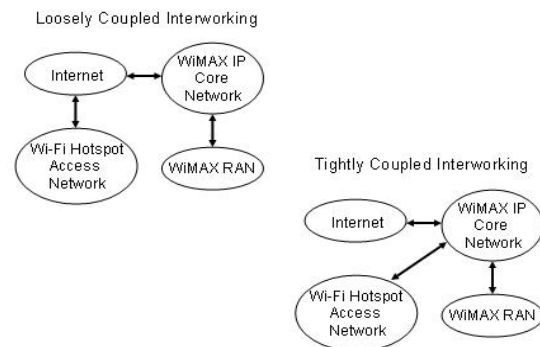 Loosely Coupled Interworking
Internet
WiMAX IP
Core
Network
Wi-Fi Hotspot
Access
Network
WiMAX RAN
Tightly Coupled Interworking
Internet
WiMAX IP
Core
Network
Wi-Fi Hotspot
Access
Network
WiMAX RAN